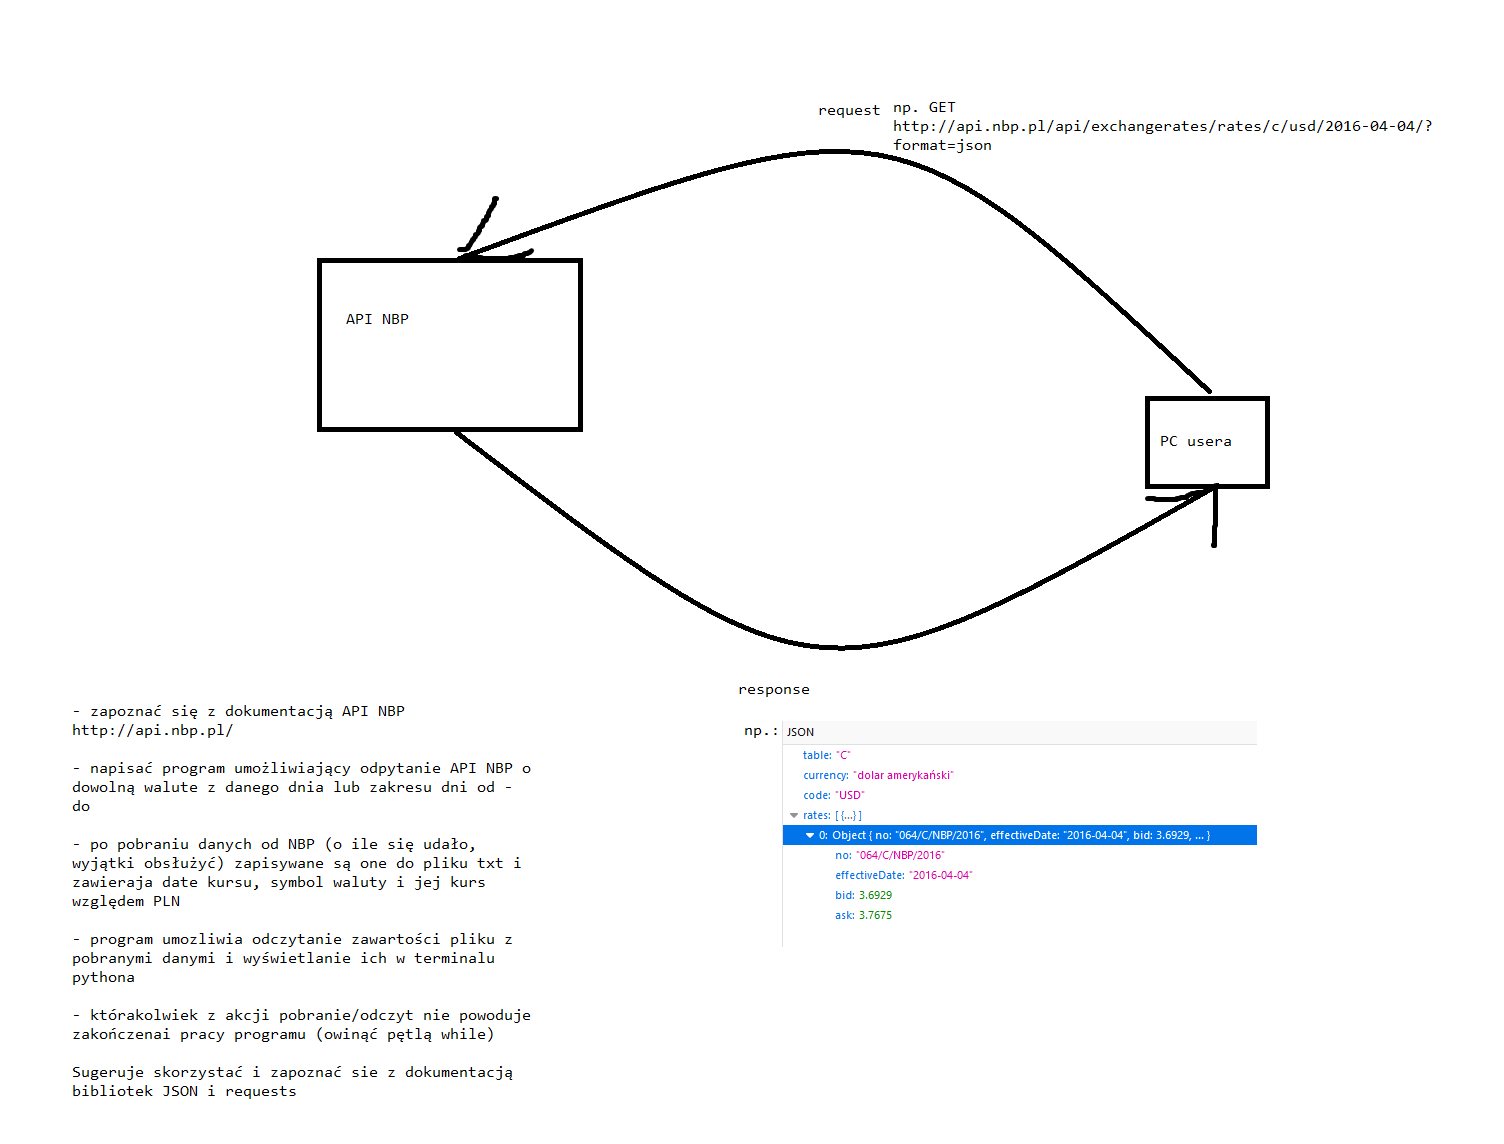 request
np. GET
http://api.nbp.pl/api/exchangerates/rates/c/usd/2016-04-04/?
format=json
API NBP
PC usera
response
np.:
JSON
table: "C"
currency: "dolar amerykański"
code: "USD"
rates: [ {...} ]
0: Object { no: "064/C/NBP/2016", effectiveDate: "2016-04-04", bid: 3.6929, ... }
no: "064/C/NBP/2016"
effectiveDate: "2016-04-04"
bid: 3.6929
ask: 3.7675
- zapoznać się z dokumentacją API NBP
http://api.nbp.pl/
- napisać program umożliwiający odpytanie API NBP o
dowolną walute z danego dnia lub zakresu dni od -
do
- po pobraniu danych od NBP (o ile się udało,
wyjątki obsłużyć) zapisywane są one do pliku txt i
zawieraja date kursu, symbol waluty i jej kurs
względem PLN
- program umozliwia odczytanie zawartości pliku z
pobranymi danymi i wyświetlanie ich w terminalu
pythona
- którakolwiek z akcji pobranie/odczyt nie powoduje
zakończenai pracy programu (owinąć pętlą while)
Sugeruje skorzystać i zapoznać sie z dokumentacją
bibliotek JSON i requests